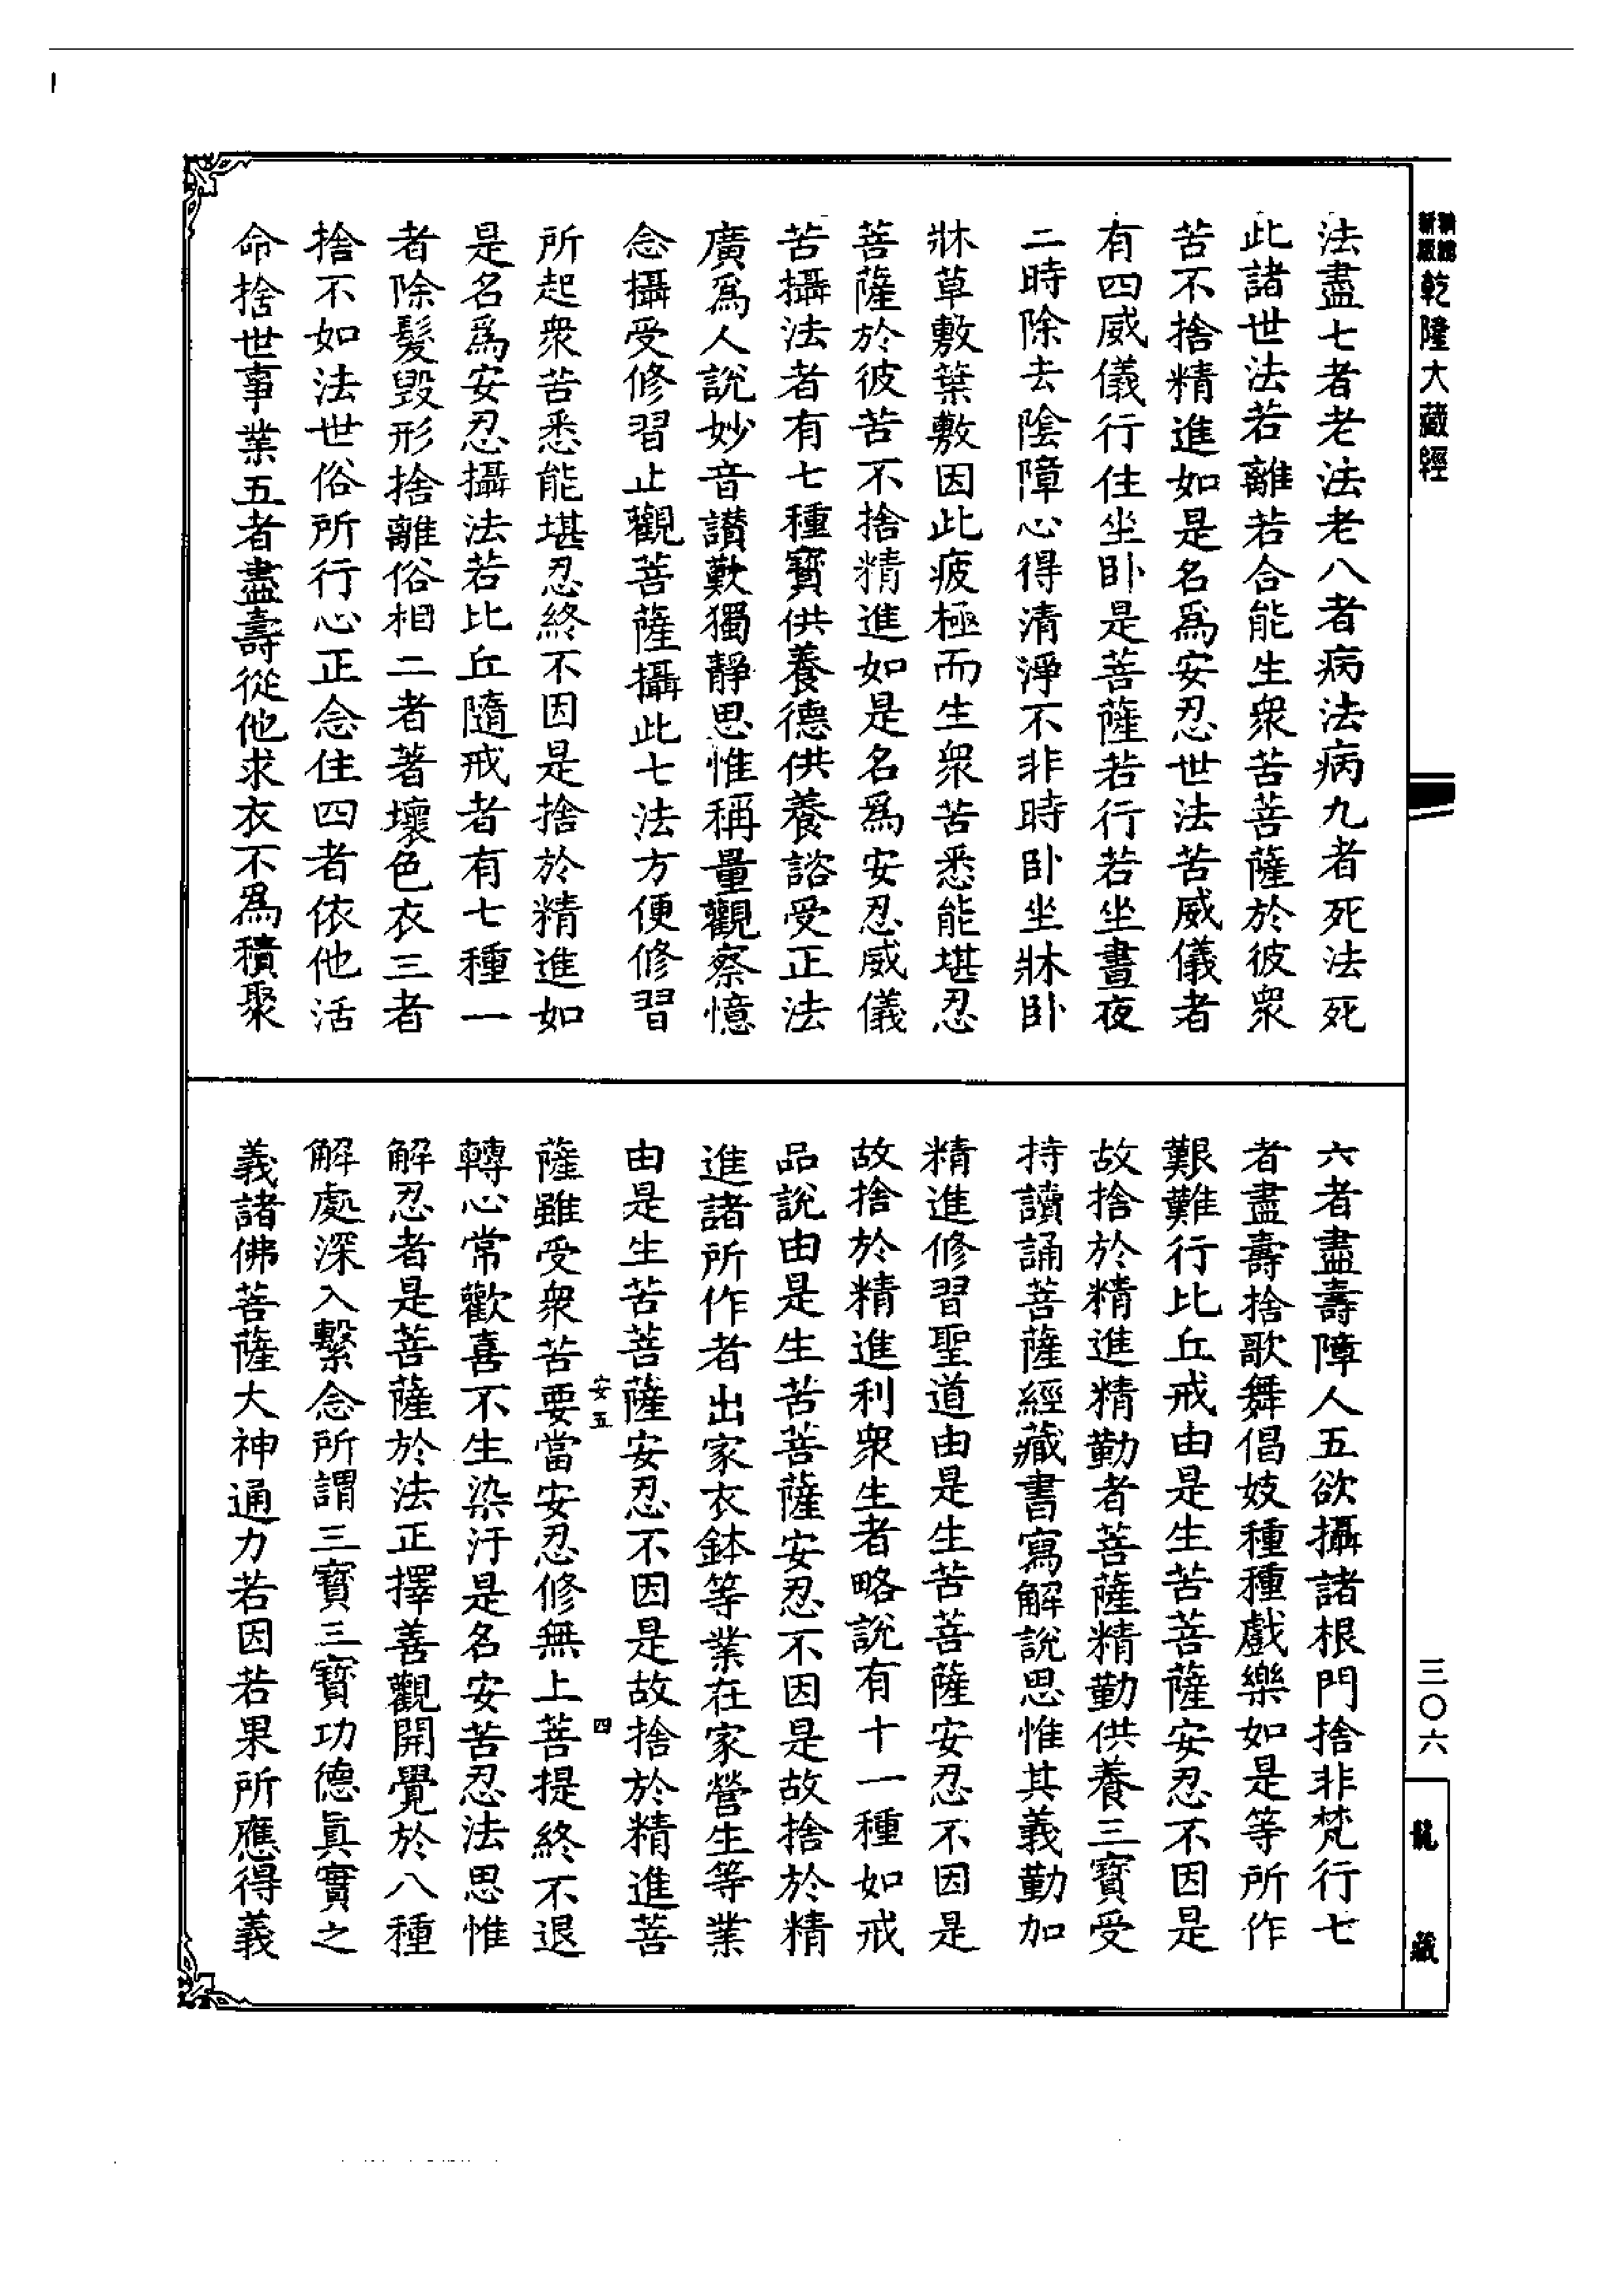 乾隆大藏經
法盡七者老法老八者病法病九者死法死
此諸世法若離若合能生衆苦菩薩於彼衆
苦不捨精進如是名爲安忍世法苦威儀者
有四威儀行住坐卧是菩薩若行若坐晝夜
二時除去陰障心得清淨不非時卧坐牀卧
牀草敷葉敷因此疲極而生衆苦悉能堪忍
菩薩於彼苦不捨精進如是名爲安忍威儀
苦攝法者有七種寶供養德供養諮受正法
廣爲人說妙音讃歎獨靜思惟稱量觀察憶
念攝受修習止觀菩薩攝此七法方便修習
所起衆苦悉能堪忍終不因是捨於精進如
是名爲安忍攝法若比丘隨戒者有七種一
者除髮毀形捨離俗相二者著壞色衣三者
捨不如法世俗所行心正念住四者依他活
命捨世事業五者盡壽從他求衣不爲積聚
六者盡壽障人五欲攝諸根門捨非梵行七
者盡壽捨歌舞倡妓種種戲樂如是等所作
艱難行比丘戒由是生苦菩薩安忍不因是
故捨於精進精勤者菩薩精勤供養三寶受
持讀誦菩薩經藏書寫解說思惟其義勤加
精進修習聖道由是生苦菩薩安忍不因是
故捨於精進利衆生者略說有十一種如戒
品說由是生苦菩薩安忍不因是故捨於精
進諸所作者出家衣鉢等業在家營生等業
由是生苦菩薩安忍不因是故捨於精進菩
安五
四
薩雖受衆苦要當安忍修無上菩提終不退
轉心常歡喜不生染汙是名安苦忍法思惟
解忍者是菩薩於法正擇善觀開覺於八種
解處深入繫念所謂三寶三寶功德眞實之
義諸佛菩薩大神通力若因若果所應得義
三〇六
龍藏